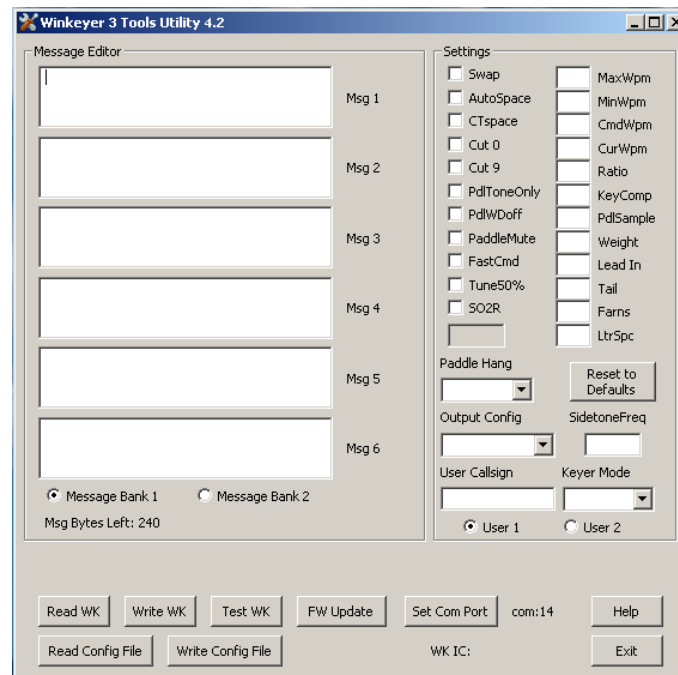 Winkeyer 3 Tools Utility 4.2
Message Editor
Msg 1
Msg 2
Msg 3
Msg 4
Msg 5
Msg 6
Message Bank 1 Message Bank 2
Msg Bytes Left: 240
Settings
Swap MaxWpm
AutoSpace MinWpm
CTspace CmdWpm
Cut 0 CurWpm
Cut 9 Ratio
PdlToneOnly KeyComp
PdlWDoff PdlSample
PaddleMute Weight
FastCmd Lead In
Tune50% Tail
SO2R Farns
LtrSpc
Paddle Hang
Reset to
Defaults
Output Config SidetoneFreq
User Callsign Keyer Mode
User 1 User 2
Read WK Write WK Test WK FW Update Set Com Port com:14 Help
Read Config File Write Config File WK IC: Exit